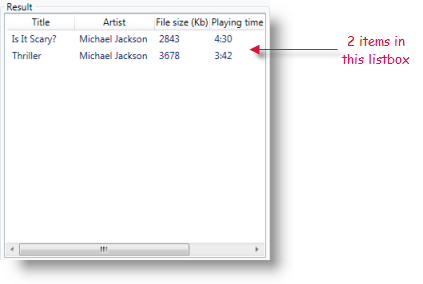 Result
Title Artist File size (Kb) Playing time
Is It Scary? Michael Jackson 2843 4:30
Thriller Michael Jackson 3678 3:42
2 items in
this listbox